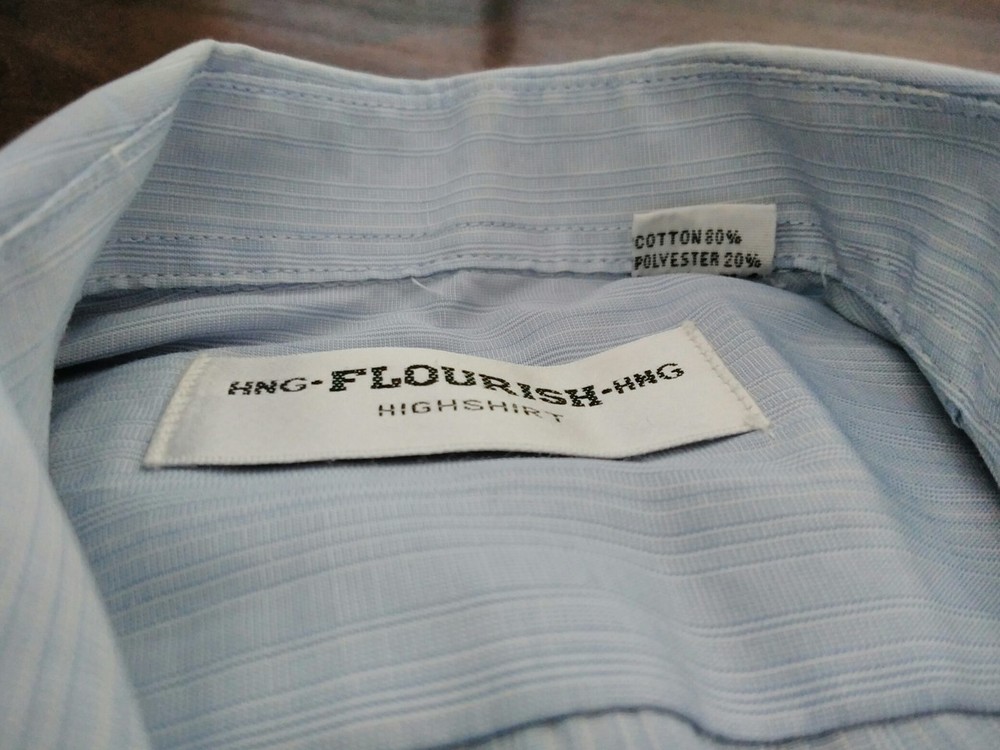 COTTON 80%
POLYESTER 20%
HNG-FLOURISH-HNG
HIGHSHIRT